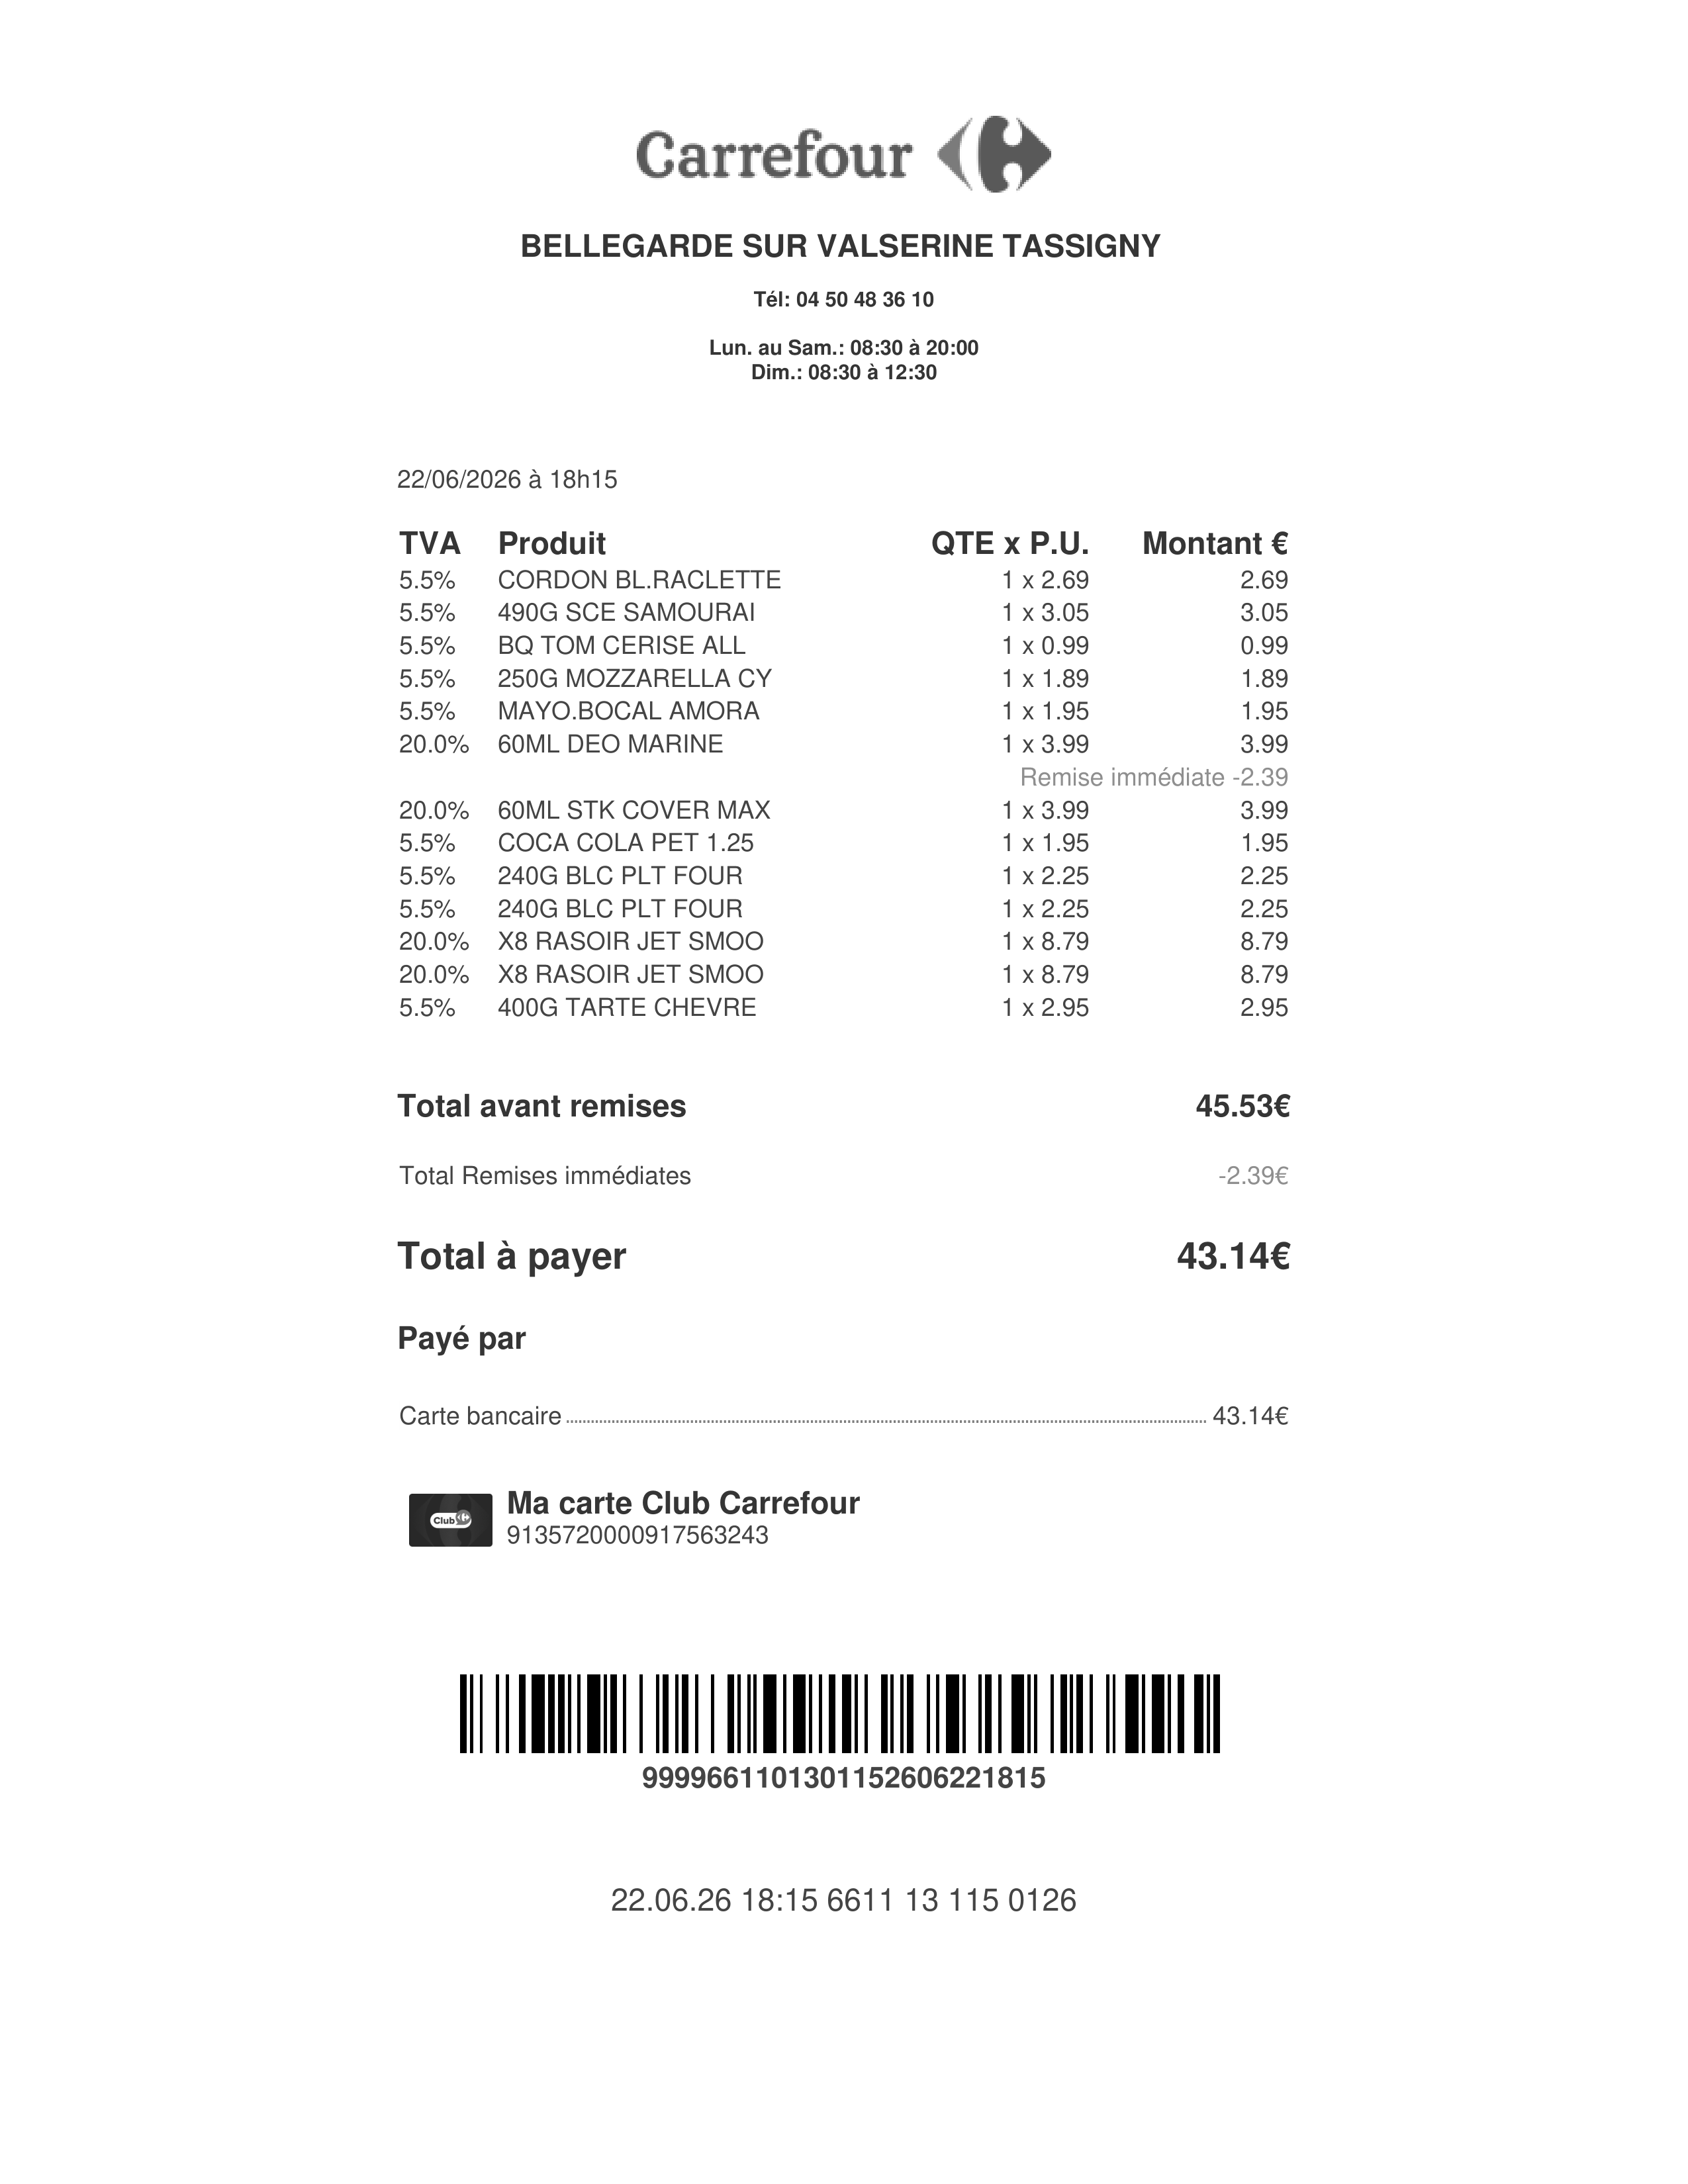 Carrefour
BELLEGARDE SUR VALSERINE TASSIGNY
Tél: 04 50 48 36 10
Lun. au Sam.: 08:30 à 20:00
Dim.: 08:30 à 12:30
22/06/2026 à 18h15
TVA Produit QTE x P.U. Montant €
5.5% CORDON BL.RACLETTE 1 x 2.69 2.69
5.5% 490G SCE SAMOURAI 1 x 3.05 3.05
5.5% BQ TOM CERISE ALL 1 x 0.99 0.99
5.5% 250G MOZZARELLA CY 1 x 1.89 1.89
5.5% MAYO.BOCAL AMORA 1 x 1.95 1.95
20.0% 60ML DEO MARINE 1 x 3.99 3.99
Remise immédiate -2.39
20.0% 60ML STK COVER MAX 1 x 3.99 3.99
5.5% COCA COLA PET 1.25 1 x 1.95 1.95
5.5% 240G BLC PLT FOUR 1 x 2.25 2.25
5.5% 240G BLC PLT FOUR 1 x 2.25 2.25
20.0% X8 RASOIR JET SMOO 1 x 8.79 8.79
20.0% X8 RASOIR JET SMOO 1 x 8.79 8.79
5.5% 400G TARTE CHEVRE 1 x 2.95 2.95
Total avant remises 45.53€
Total Remises immédiates -2.39€
Total à payer 43.14€
Payé par
Carte bancaire 43.14€
Club
Ma carte Club Carrefour
9135720000917563243
9999661101301152606221815
22.06.26 18:15 6611 13 115 0126